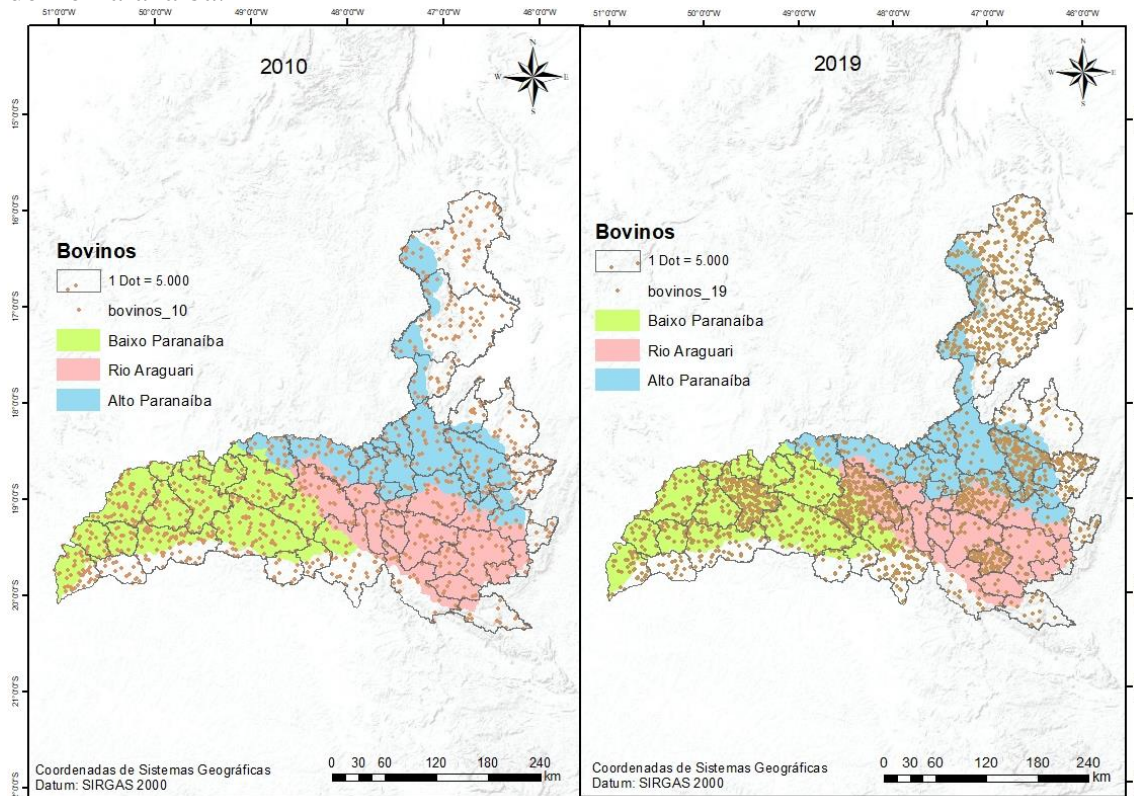 51°0'0"W 50°0'0"W 49°0'0"W 48°0'0"W 47°0'0"W 46°0'0"W
2010
N
W E
S
15°0'0"S
16°0'0"S
17°0'0"S
18°0'0"S
19°0'0"S
20°0'0"S
21°0'0"S
Bovinos
1 Dot = 5.000
bovinos_10
Baixo Paranaíba
Rio Araguari
Alto Paranaíba
Coordenadas de Sistemas Geográficas
Datum: SIRGAS 2000
0 30 60 120 180 240
km
51°0'0"W 50°0'0"W 49°0'0"W 48°0'0"W 47°0'0"W 46°0'0"W
2019
N
W E
S
Bovinos
1 Dot = 5.000
bovinos_19
Baixo Paranaíba
Rio Araguari
Alto Paranaíba
Coordenadas de Sistemas Geográficas
Datum: SIRGAS 2000
0 30 60 120 180 240
km